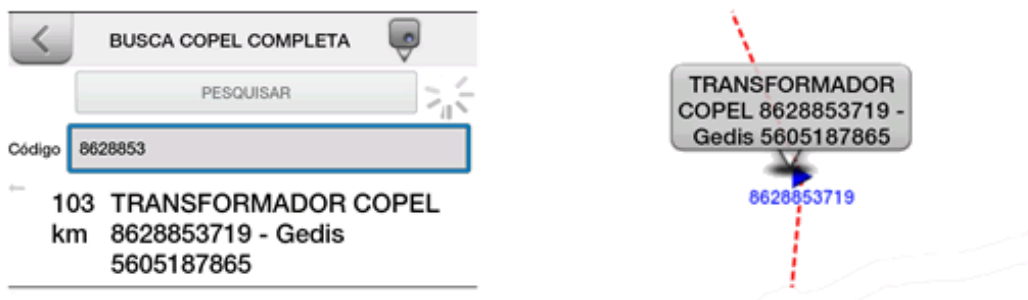 BUSCA COPEL COMPLETA
PESQUISAR
Código 8628853
103 TRANSFORMADOR COPEL
km 8628853719 - Gedis
5605187865
TRANSFORMADOR
COPEL 8628853719 -
Gedis 5605187865
8628853719